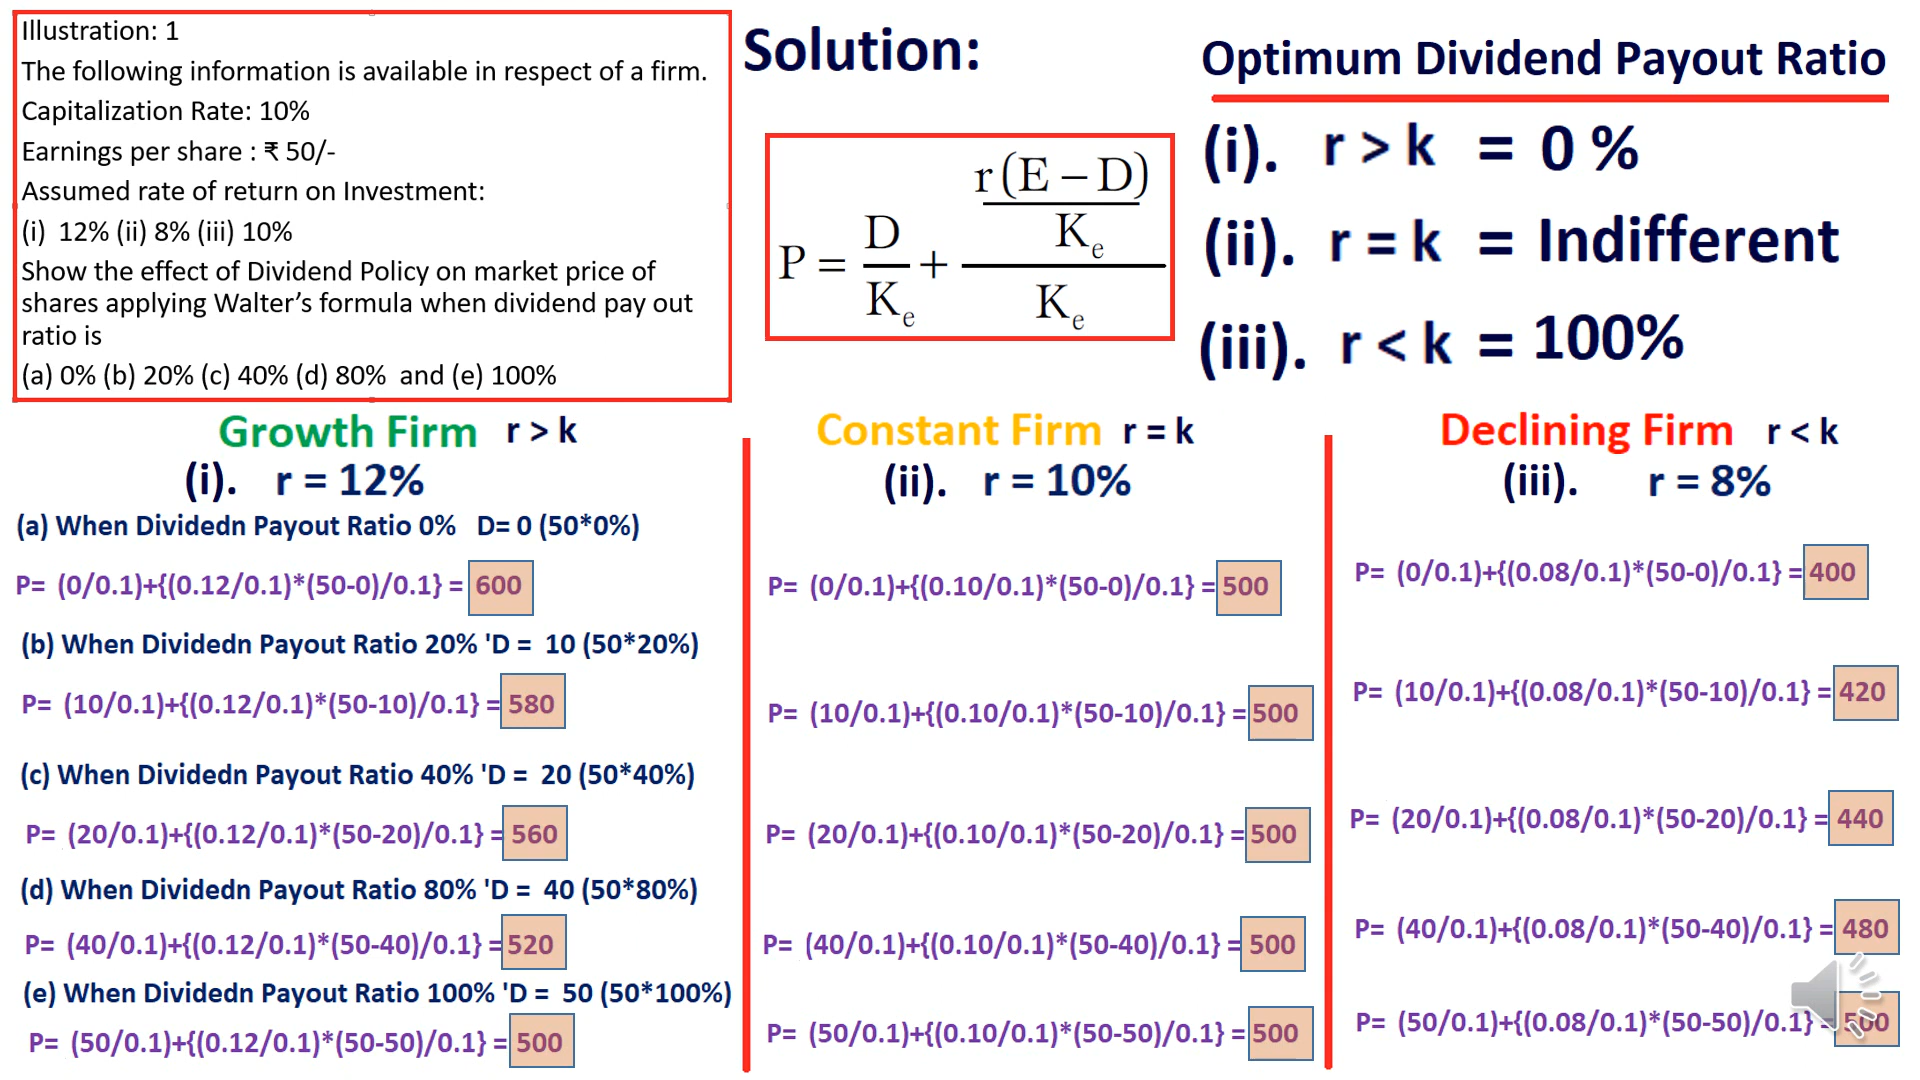 Illustration: 1
The following information is available in respect of a firm.
Capitalization Rate: 10%
Earnings per share : ₹ 50/-
Assumed rate of return on Investment:
(i) 12% (ii) 8% (iii) 10%
Show the effect of Dividend Policy on market price of
shares applying Walter’s formula when dividend pay out
ratio is
(a) 0% (b) 20% (c) 40% (d) 80% and (e) 100%
Solution:
P = D/Ke + (r(E – D)/Ke)/Ke
Optimum Dividend Payout Ratio
(i). r > k = 0 %
(ii). r = k = Indifferent
(iii). r < k = 100%
Growth Firm r > k
(i). r = 12%
(a) When Dividedn Payout Ratio 0% D= 0 (50*0%)
P= (0/0.1)+{(0.12/0.1)*(50-0)/0.1} = 600
(b) When Dividedn Payout Ratio 20% 'D = 10 (50*20%)
P= (10/0.1)+{(0.12/0.1)*(50-10)/0.1} = 580
(c) When Dividedn Payout Ratio 40% 'D = 20 (50*40%)
P= (20/0.1)+{(0.12/0.1)*(50-20)/0.1} = 560
(d) When Dividedn Payout Ratio 80% 'D = 40 (50*80%)
P= (40/0.1)+{(0.12/0.1)*(50-40)/0.1} = 520
(e) When Dividedn Payout Ratio 100% 'D = 50 (50*100%)
P= (50/0.1)+{(0.12/0.1)*(50-50)/0.1} = 500
Constant Firm r = k
(ii). r = 10%
P= (0/0.1)+{(0.10/0.1)*(50-0)/0.1} = 500
P= (10/0.1)+{(0.10/0.1)*(50-10)/0.1} = 500
P= (20/0.1)+{(0.10/0.1)*(50-20)/0.1} = 500
P= (40/0.1)+{(0.10/0.1)*(50-40)/0.1} = 500
P= (50/0.1)+{(0.10/0.1)*(50-50)/0.1} = 500
Declining Firm r < k
(iii). r = 8%
P= (0/0.1)+{(0.08/0.1)*(50-0)/0.1} = 400
P= (10/0.1)+{(0.08/0.1)*(50-10)/0.1} = 420
P= (20/0.1)+{(0.08/0.1)*(50-20)/0.1} = 440
P= (40/0.1)+{(0.08/0.1)*(50-40)/0.1} = 480
P= (50/0.1)+{(0.08/0.1)*(50-50)/0.1} = 500